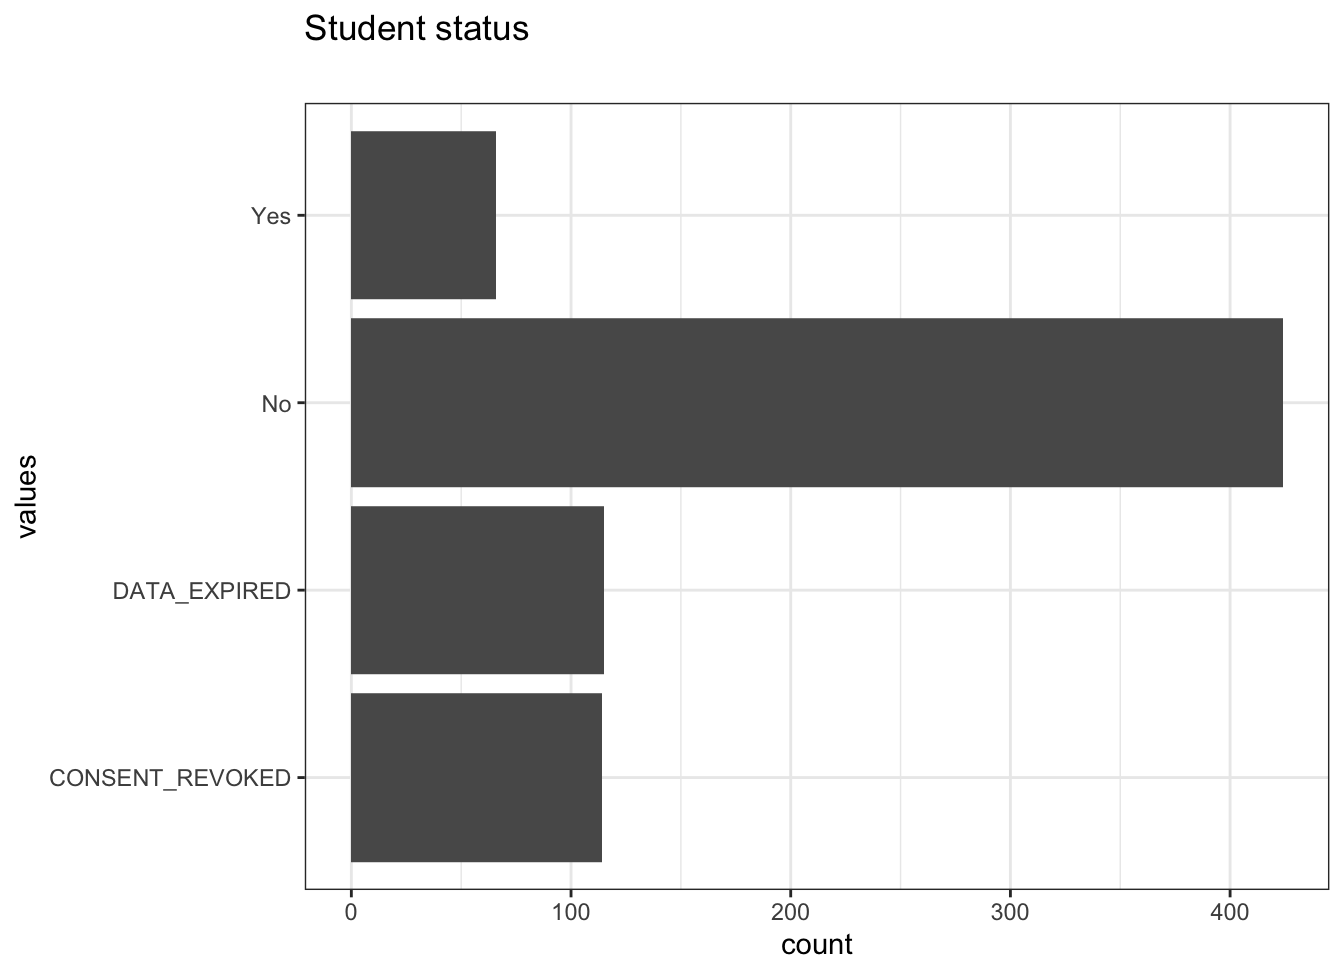 Student status
Yes
No
DATA_EXPIRED
CONSENT_REVOKED
values
0 100 200 300 400
count